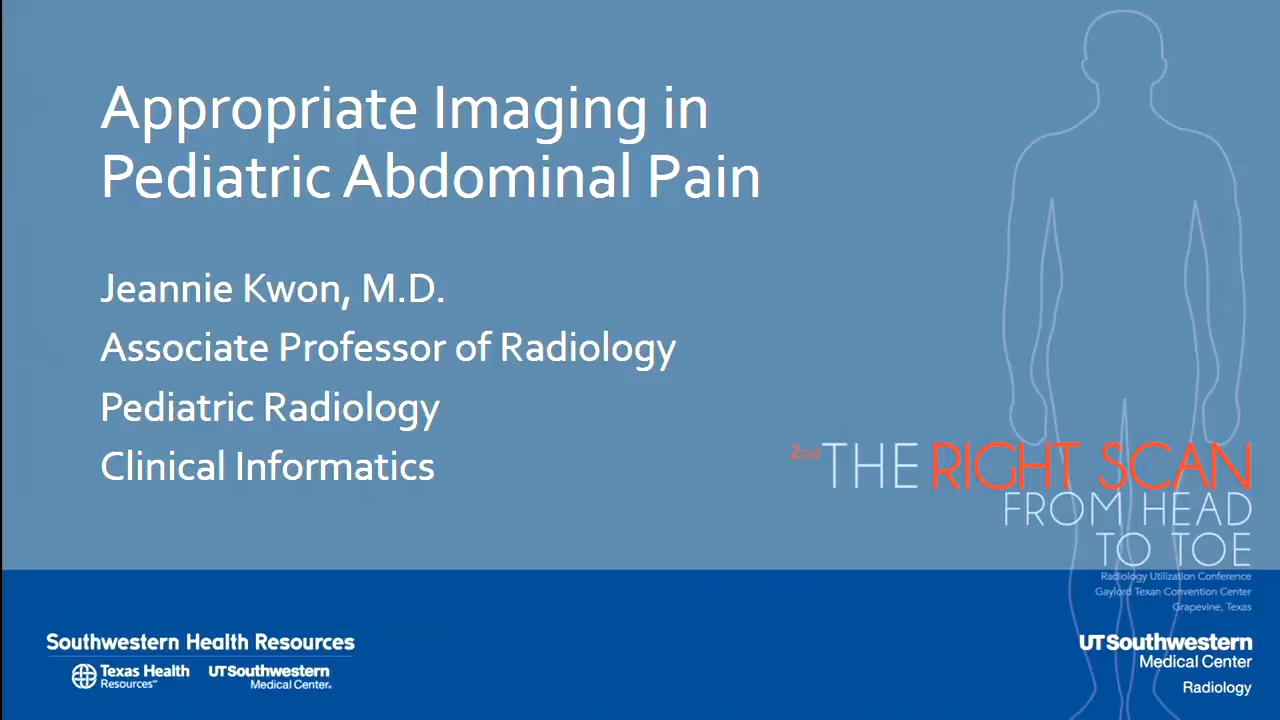 Appropriate Imaging in
Pediatric Abdominal Pain
Jeannie Kwon, M.D.
Associate Professor of Radiology
Pediatric Radiology
Clinical Informatics
2nd THE RIGHT SCAN
FROM HEAD
TO TOE
Radiology Utilization Conference
Gaylord Texan Convention Center
Grapevine, Texas
Southwestern Health Resources
Texas Health
Resources℠
UTSouthwestern
Medical Center®
UTSouthwestern
Medical Center
Radiology